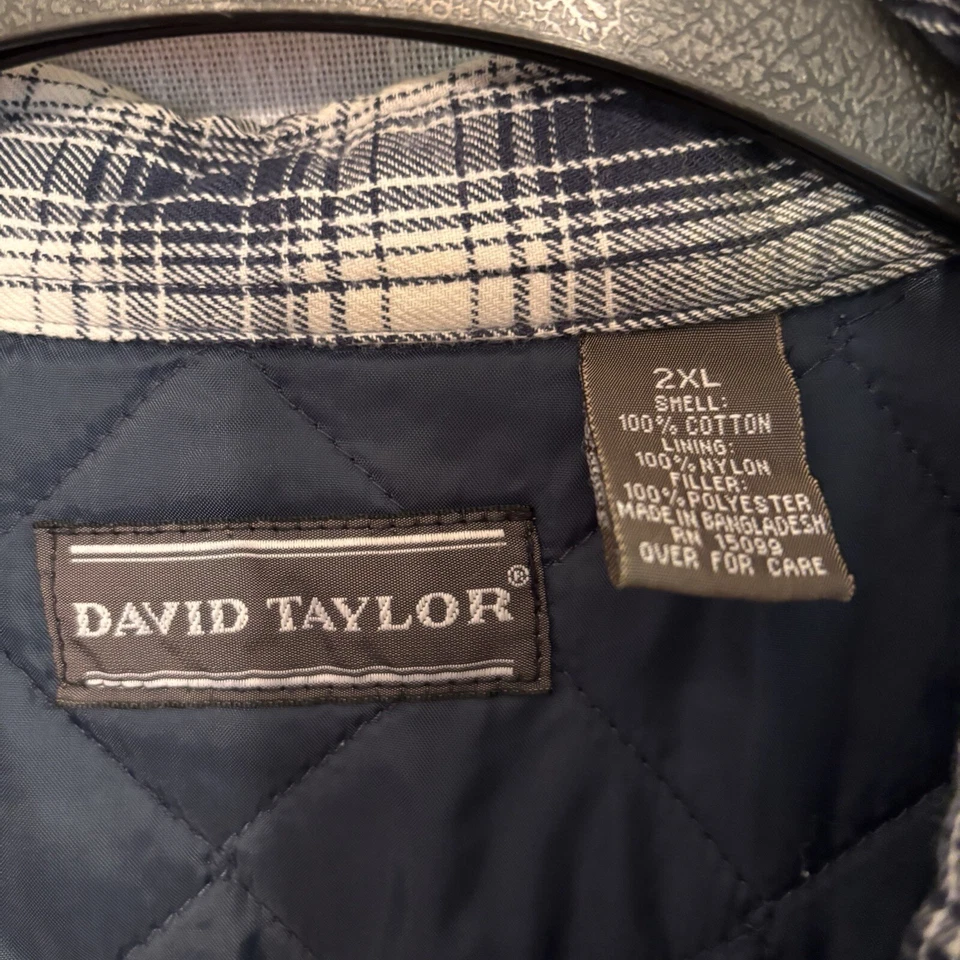 2XL
SHELL:
100% COTTON
LINING:
100% NYLON
FILLER:
100% POLYESTER
MADE IN BANGLADESH
RN 15099
OVER FOR CARE
DAVID TAYLOR®